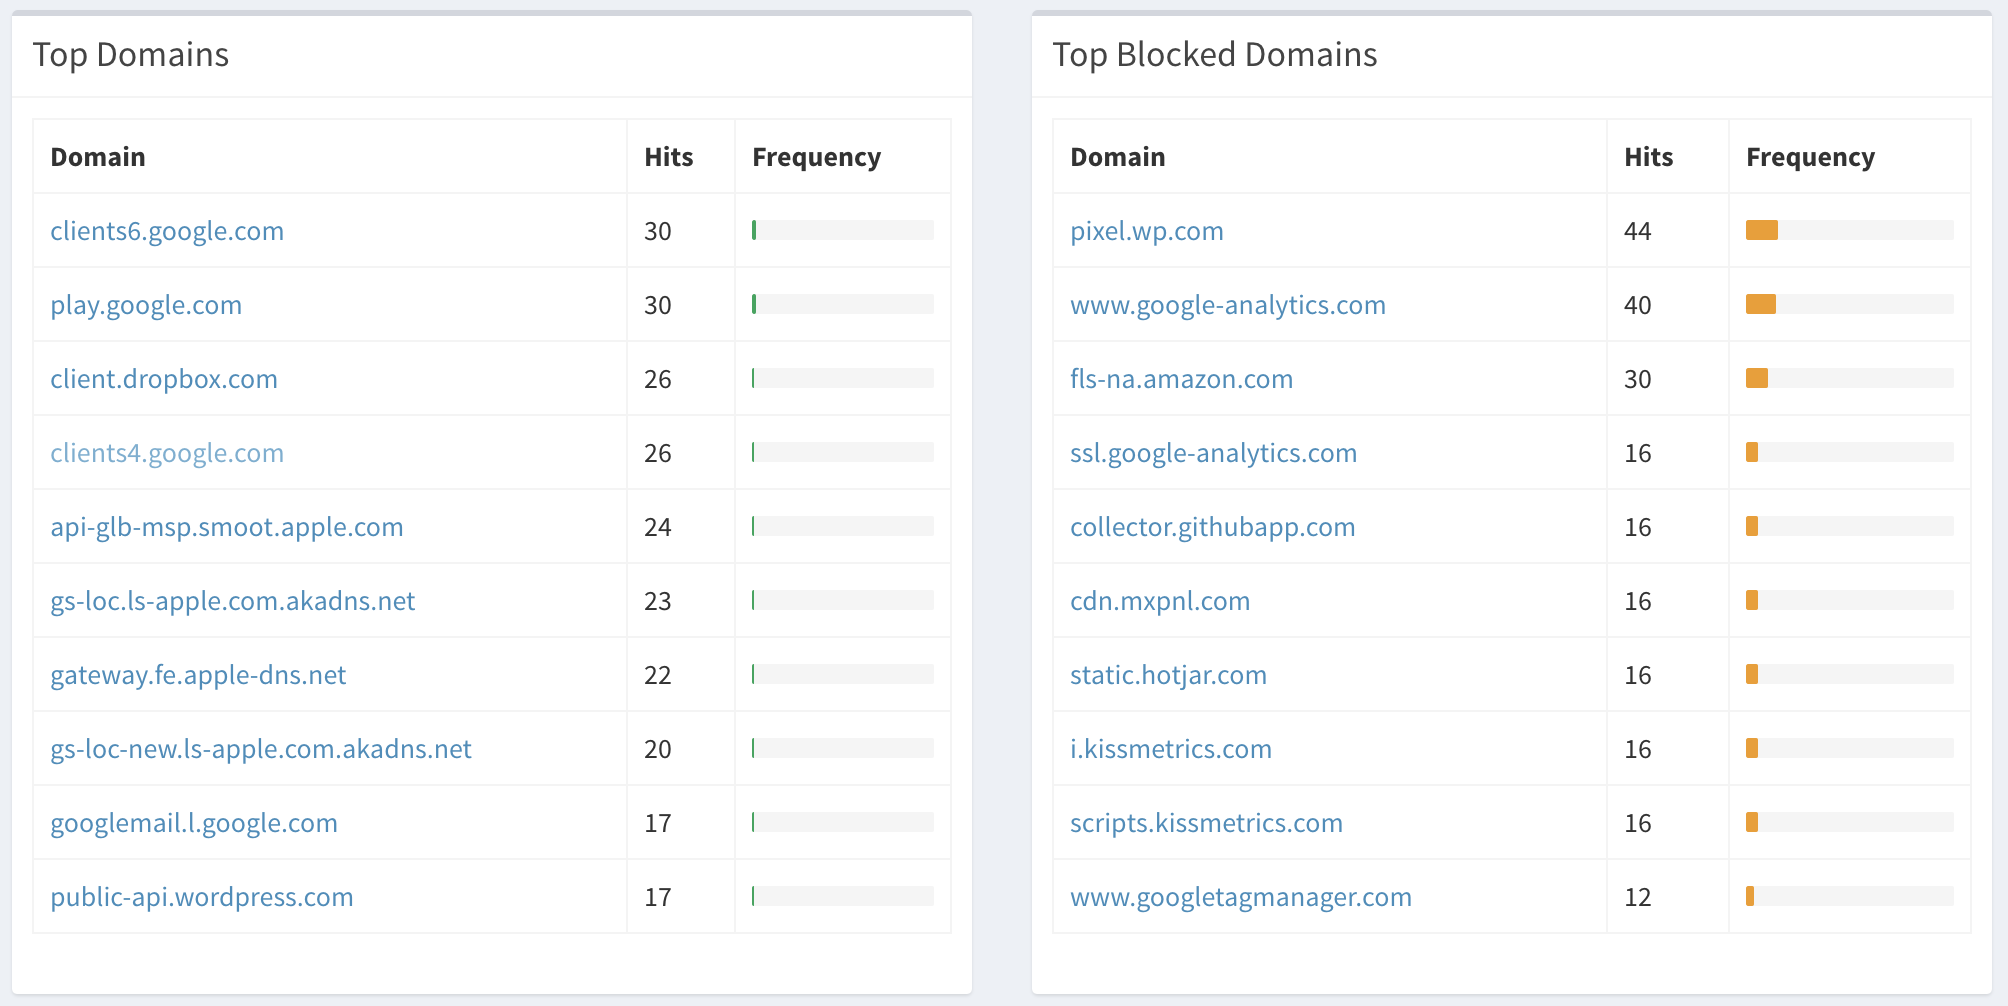 Top Domains
Domain Hits Frequency
clients6.google.com 30
play.google.com 30
client.dropbox.com 26
clients4.google.com 26
api-glb-msp.smoot.apple.com 24
gs-loc.ls-apple.com.akadns.net 23
gateway.fe.apple-dns.net 22
gs-loc-new.ls-apple.com.akadns.net 20
googlemail.l.google.com 17
public-api.wordpress.com 17
Top Blocked Domains
Domain Hits Frequency
pixel.wp.com 44
www.google-analytics.com 40
fls-na.amazon.com 30
ssl.google-analytics.com 16
collector.githubapp.com 16
cdn.mxpnl.com 16
static.hotjar.com 16
i.kissmetrics.com 16
scripts.kissmetrics.com 16
www.googletagmanager.com 12